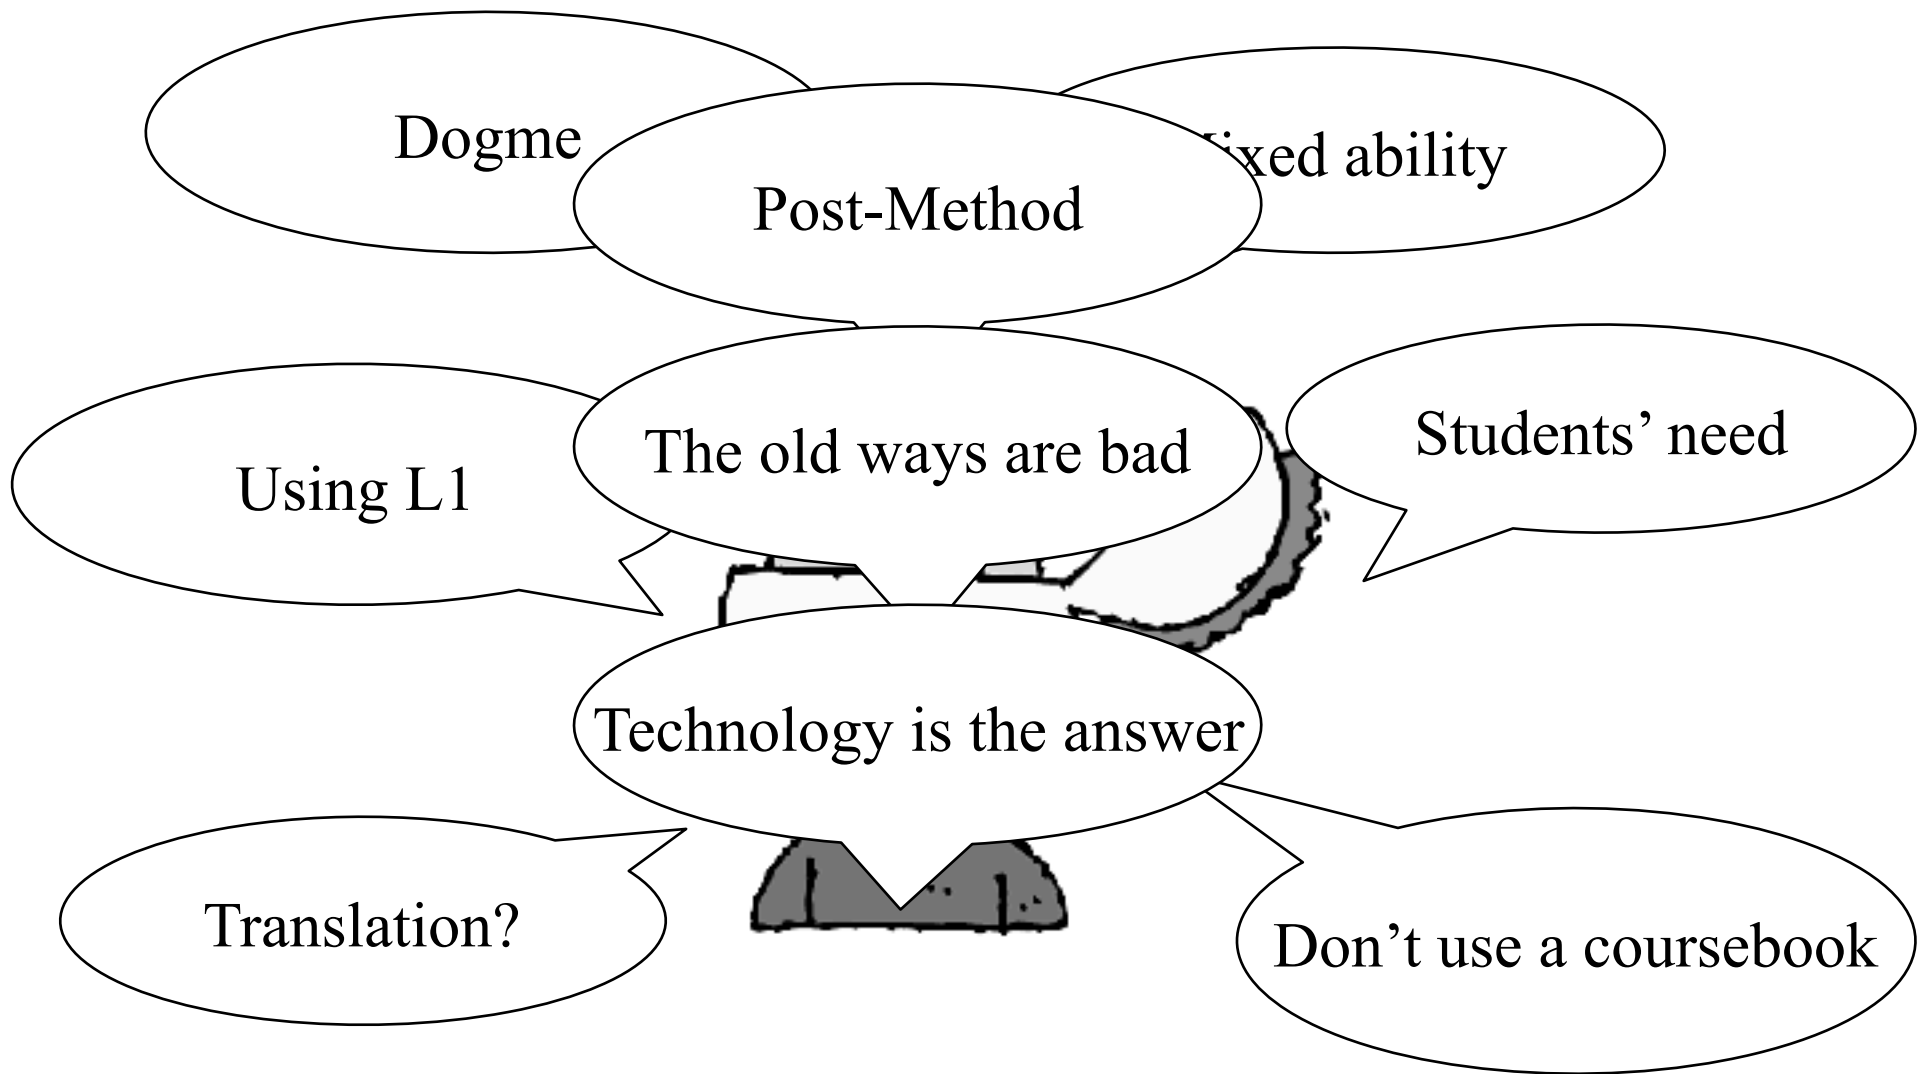 Dogme
Post-Method
ixed ability
The old ways are bad
Students’ need
Using L1
Technology is the answer
Translation?
Don’t use a coursebook